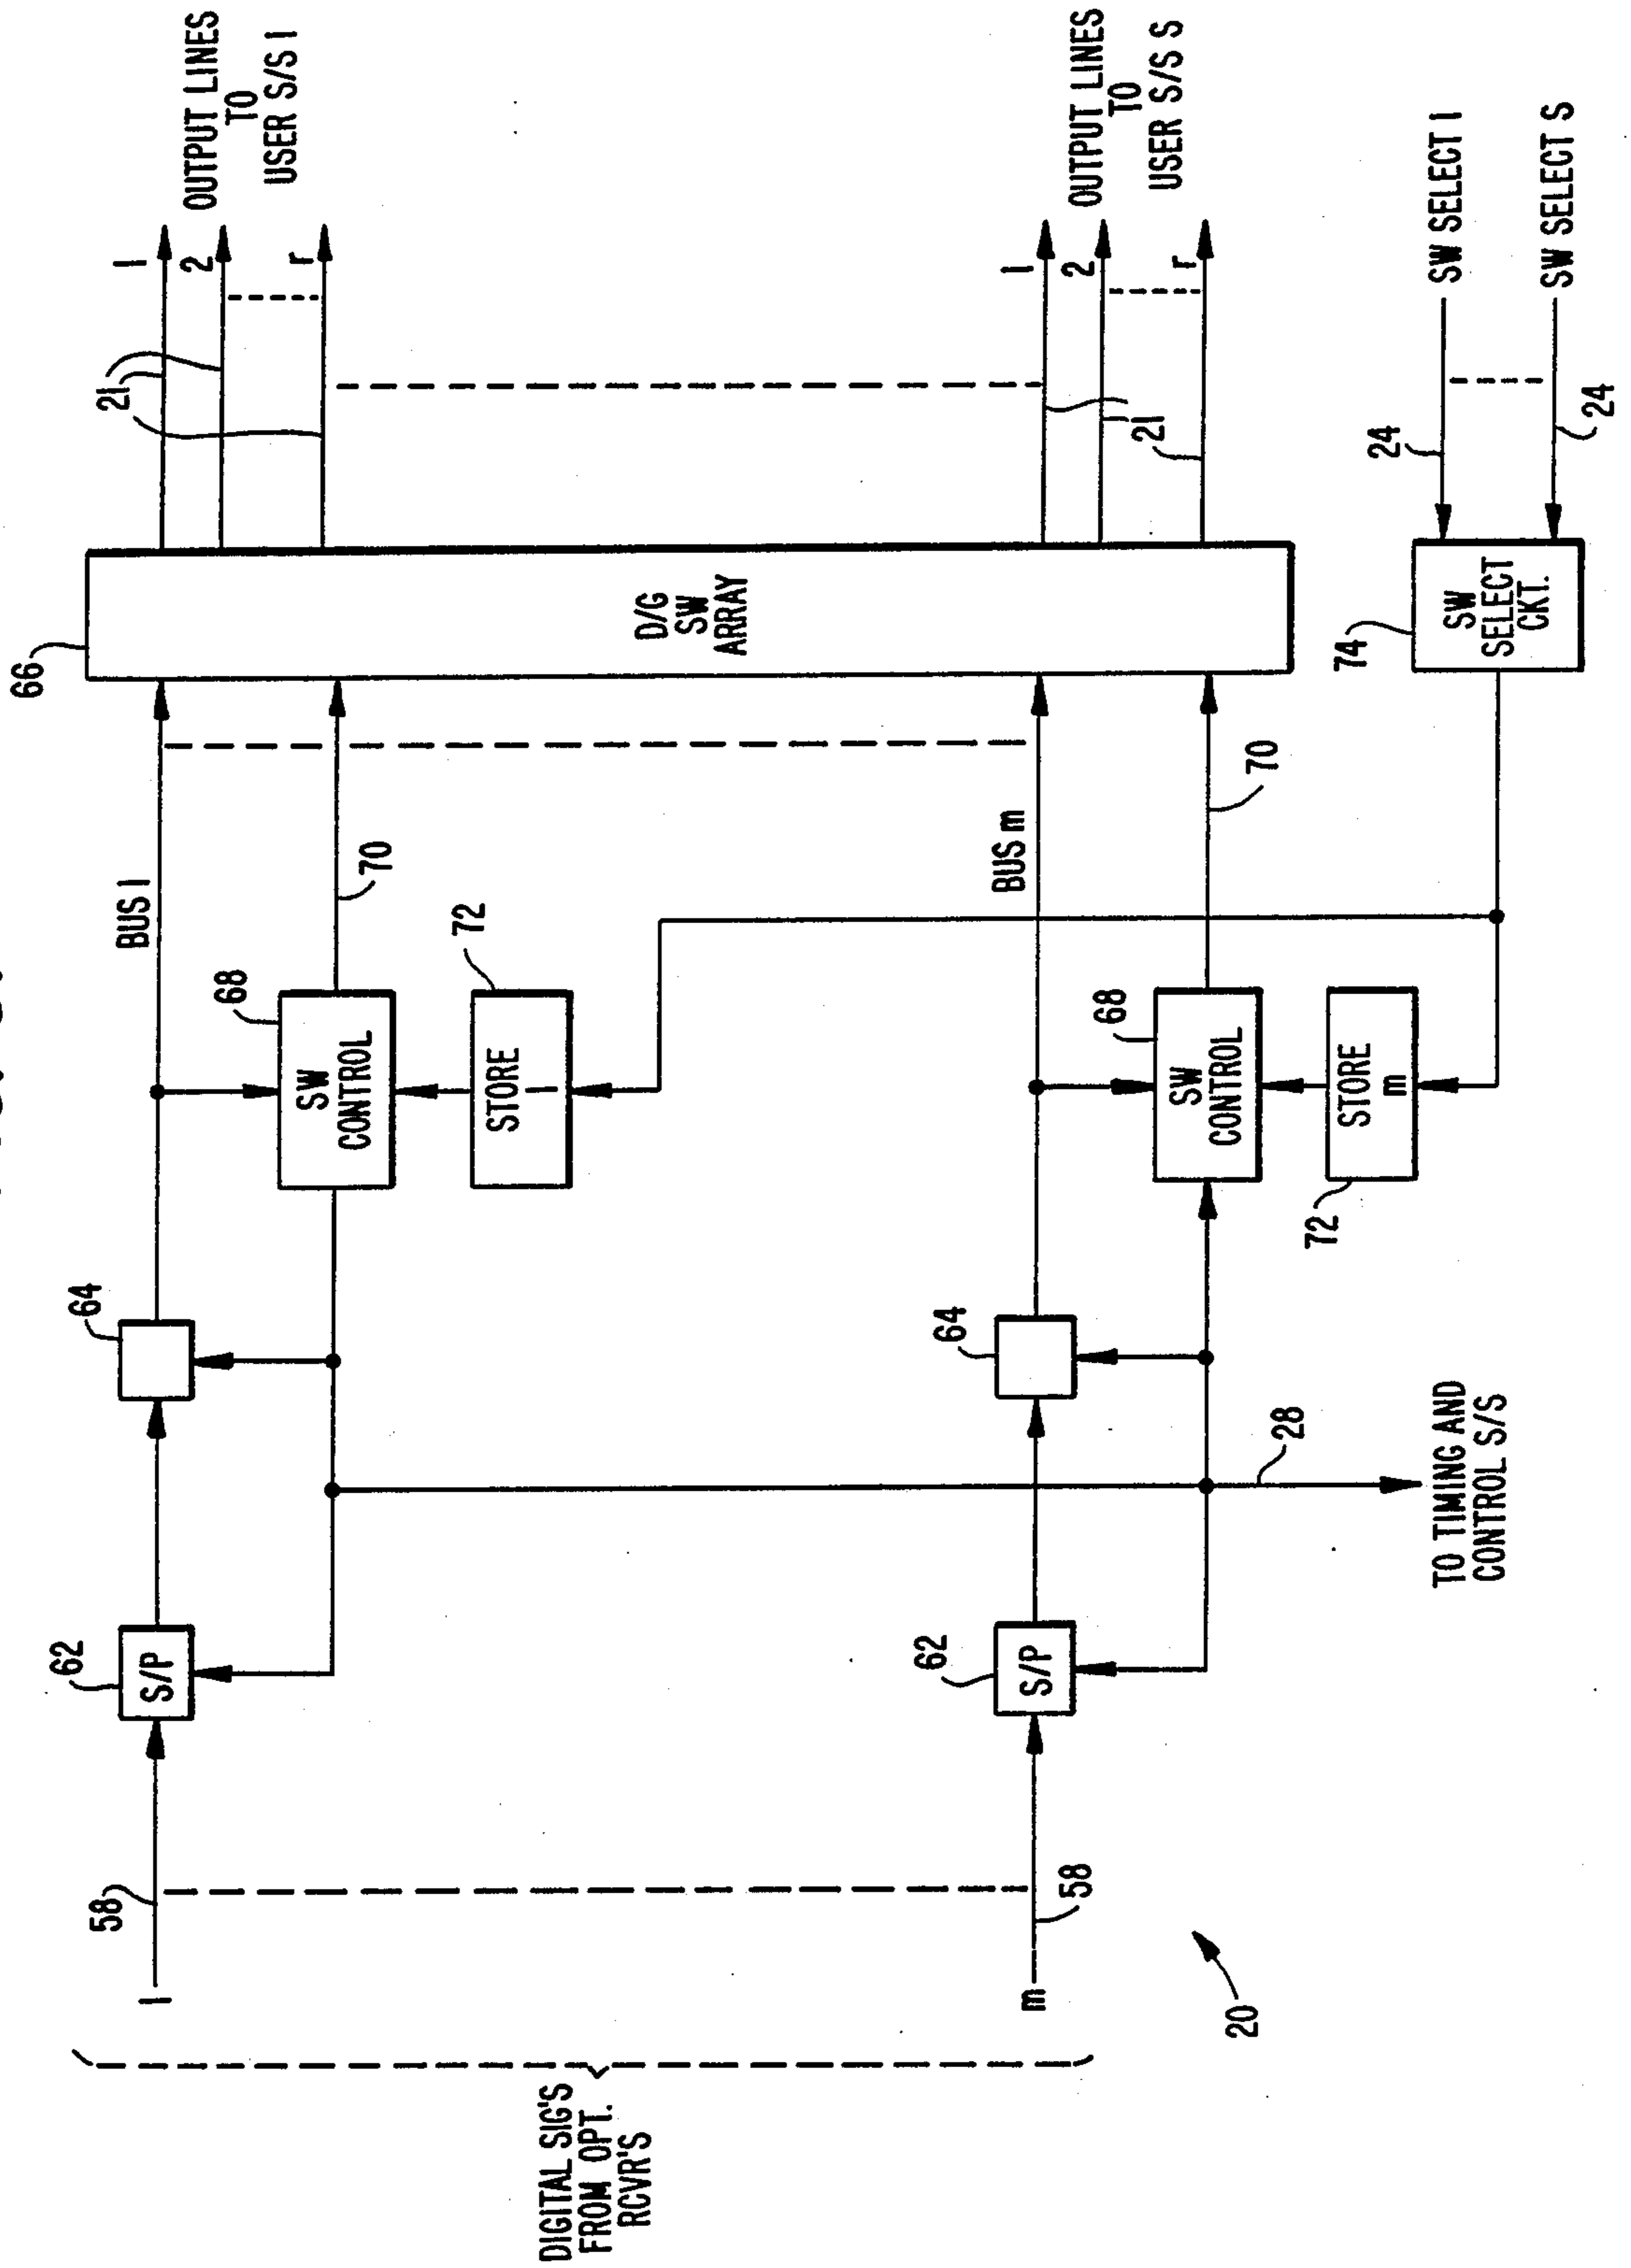 66
21
1
2
r
OUTPUT LINES
TO
USER S/S 1
BUS 1
64
62
S/P
58
1
68
SW
CONTROL
70
72
STORE
1
D/G
SW
ARRAY
DIGITAL SIG'S
FROM OPT.
RCVR'S
BUS m
64
62
S/P
58
m
68
SW
CONTROL
70
72
STORE
m
21
1
2
r
OUTPUT LINES
TO
USER S/S S
20
28
TO TIMING AND
CONTROL S/S
74
SW
SELECT
CKT.
24
SW SELECT 1
24
SW SELECT S